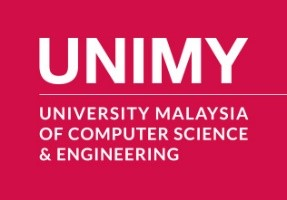 UNIMY
UNIVERSITY MALAYSIA
OF COMPUTER SCIENCE
& ENGINEERING